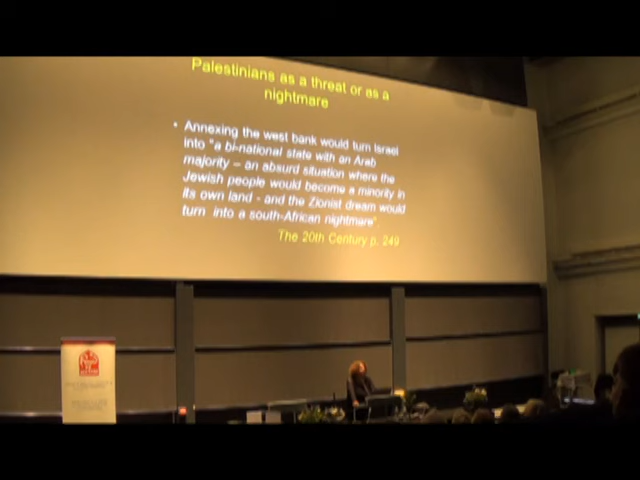 Palestinians as a threat or as a
nightmare
• Annexing the west bank would turn Israel
into "a bi-national state with an Arab
majority – an absurd situation where the
Jewish people would become a minority in
its own land - and the Zionist dream would
turn into a south-African nightmare"
The 20th Century p. 249